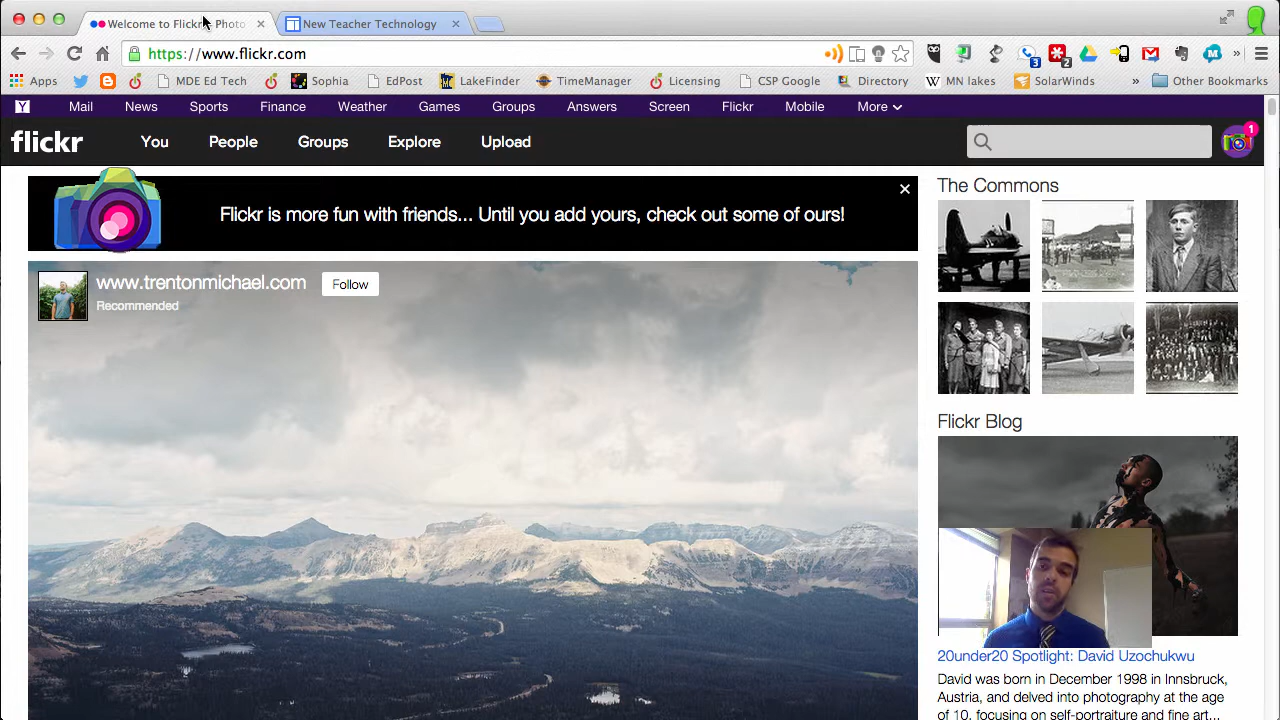 Welcome to Flickr - Photo
New Teacher Technology
https://www.flickr.com
3
2
Apps
MDE Ed Tech
Sophia
EdPost
LakeFinder
TimeManager
Licensing
CSP Google
Directory
W MN lakes
SolarWinds
» Other Bookmarks
Y Mail News Sports Finance Weather Games Groups Answers Screen Flickr Mobile More
flickr You People Groups Explore Upload
1
Flickr is more fun with friends... Until you add yours, check out some of ours!
The Commons
www.trentonmichael.com Follow
Recommended
Flickr Blog
20under20 Spotlight: David Uzochukwu
David was born in December 1998 in Innsbruck,
Austria, and delved into photography at the age
of 10, focusing on self-portraiture and fine art...